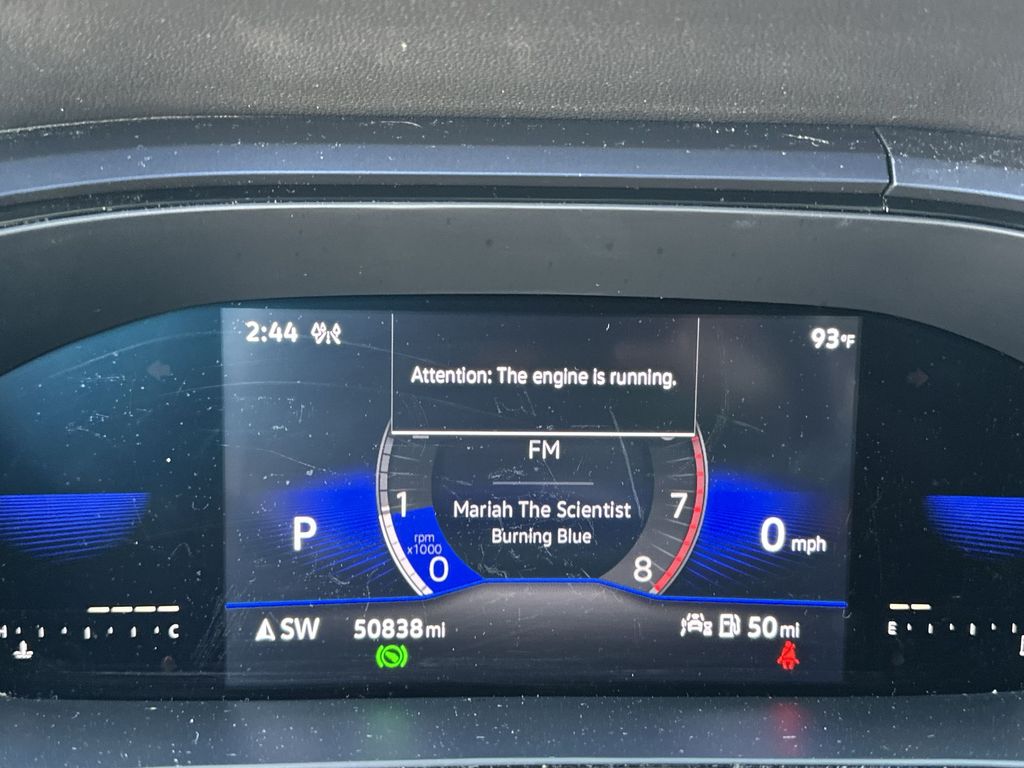 2:44
93°F
Attention: The engine is running.
FM
Mariah The Scientist
Burning Blue
1
7
rpm
x1000
0
8
P
0 mph
SW
50838 mi
50 mi
H
C
E